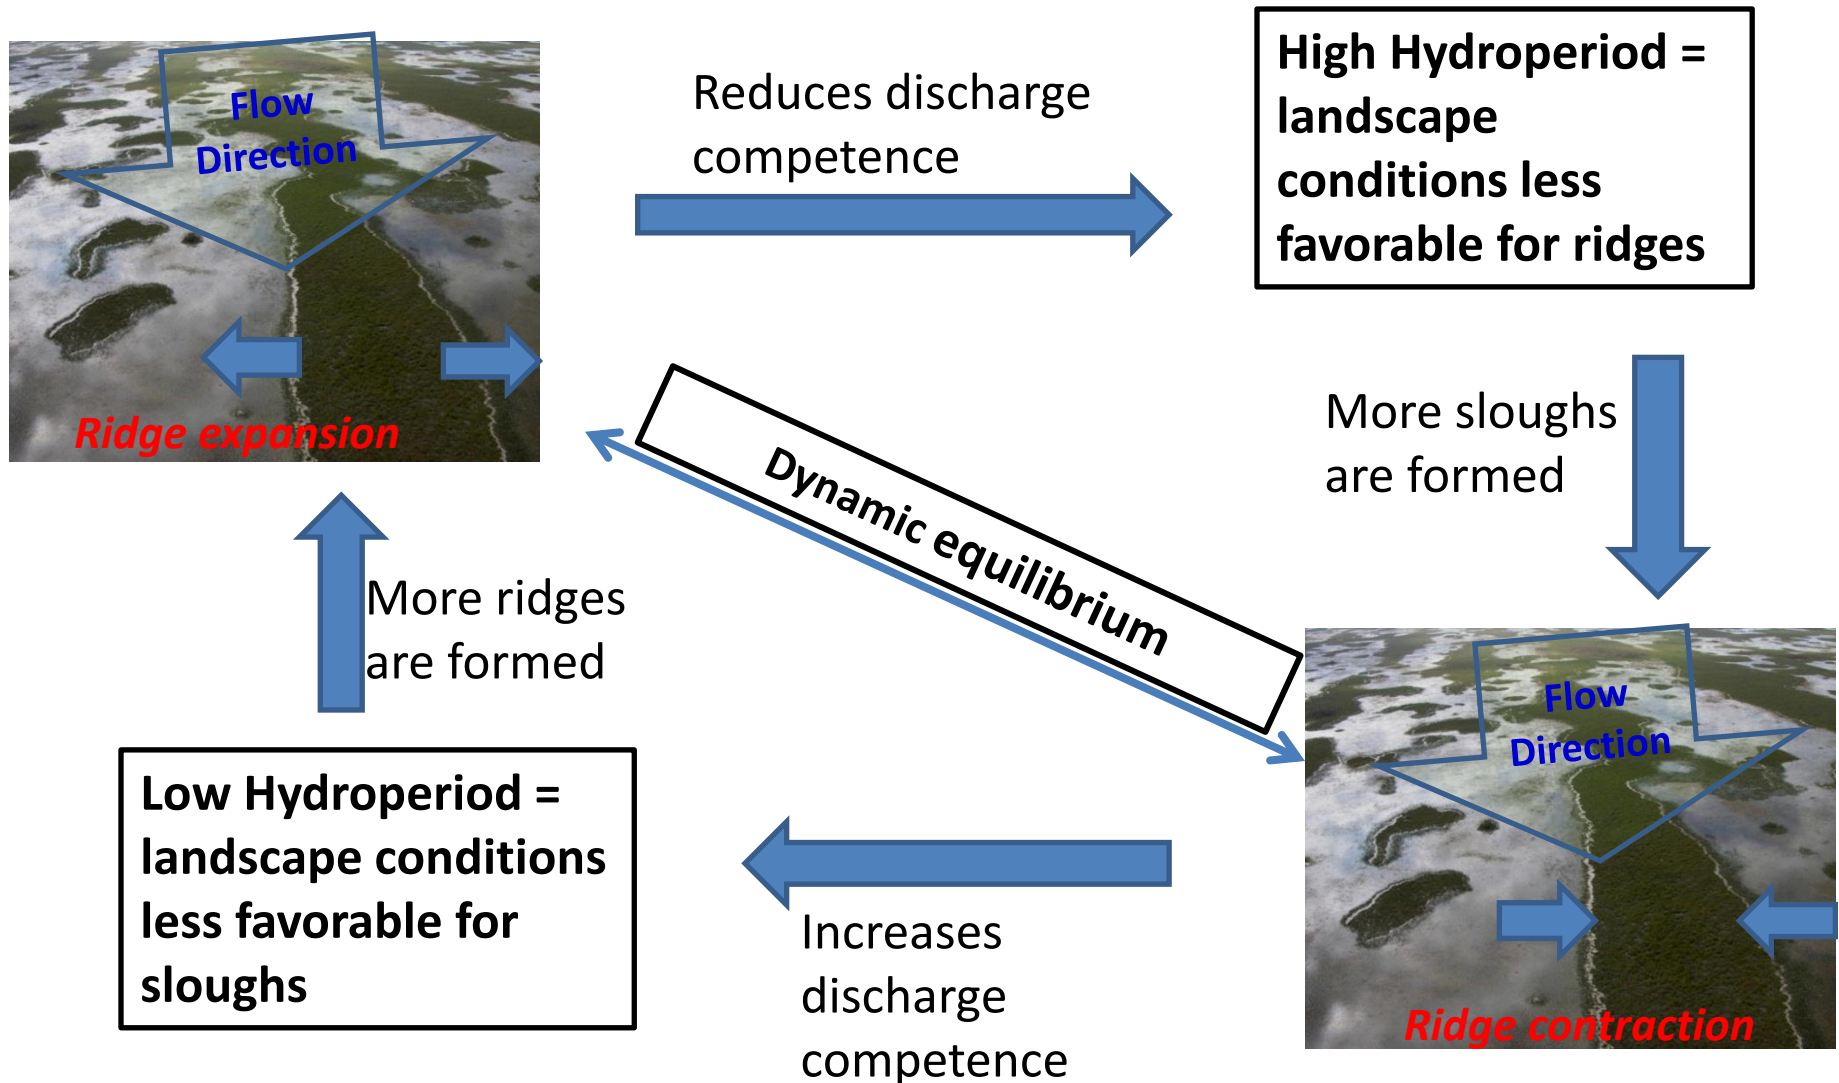 Flow
Direction
Ridge expansion
Reduces discharge
competence
High Hydroperiod =
landscape
conditions less
favorable for ridges
More sloughs
are formed
Dynamic equilibrium
More ridges
are formed
Flow
Direction
Ridge contraction
Low Hydroperiod =
landscape conditions
less favorable for
sloughs
Increases
discharge
competence